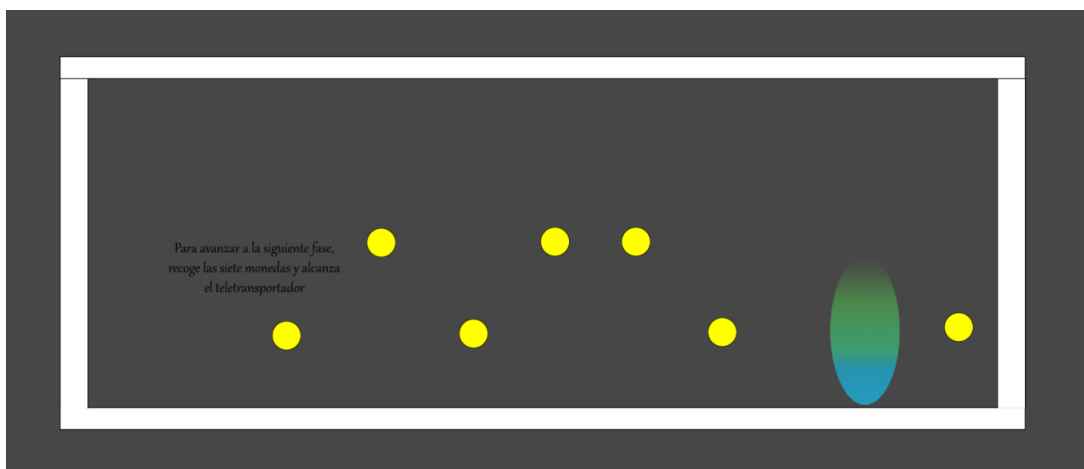 Para avanzar a la siguiente fase,
recoge las siete monedas y alcanza
el teletransportador